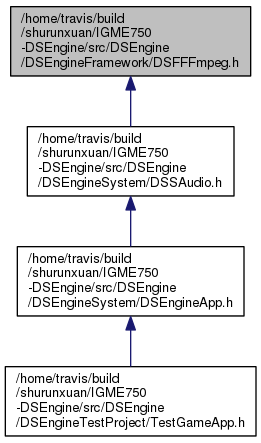 /home/travis/build
/shurunxuan/IGME750
-DSEngine/src/DSEngine
/DSEngineFramework/DSFFFmpeg.h
/home/travis/build
/shurunxuan/IGME750
-DSEngine/src/DSEngine
/DSEngineSystem/DSSAudio.h
/home/travis/build
/shurunxuan/IGME750
-DSEngine/src/DSEngine
/DSEngineSystem/DSEngineApp.h
/home/travis/build
/shurunxuan/IGME750
-DSEngine/src/DSEngine
/DSEngineTestProject/TestGameApp.h